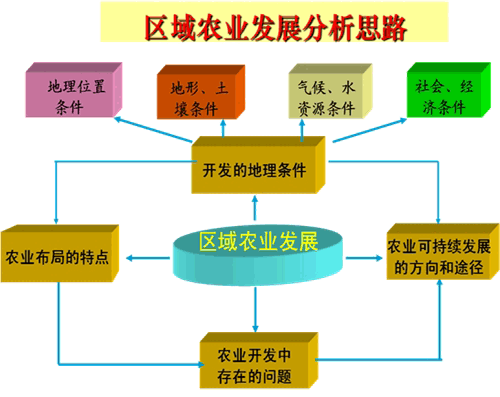 区域农业发展分析思路
地理位置
条件
地形、土
壤条件
气候、水
资源条件
社会、经
济条件
开发的地理条件
区域农业发展
农业布局的特点
农业可持续发展
的方向和途径
农业开发中
存在的问题